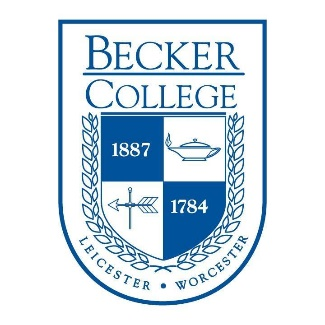 BECKER
COLLEGE
1887
1784
LEICESTER • WORCESTER